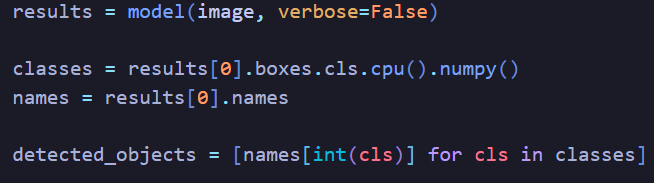 results = model(image, verbose=False)
classes = results[0].boxes.cls.cpu().numpy()
names = results[0].names
detected_objects = [names[int(cls)] for cls in classes]